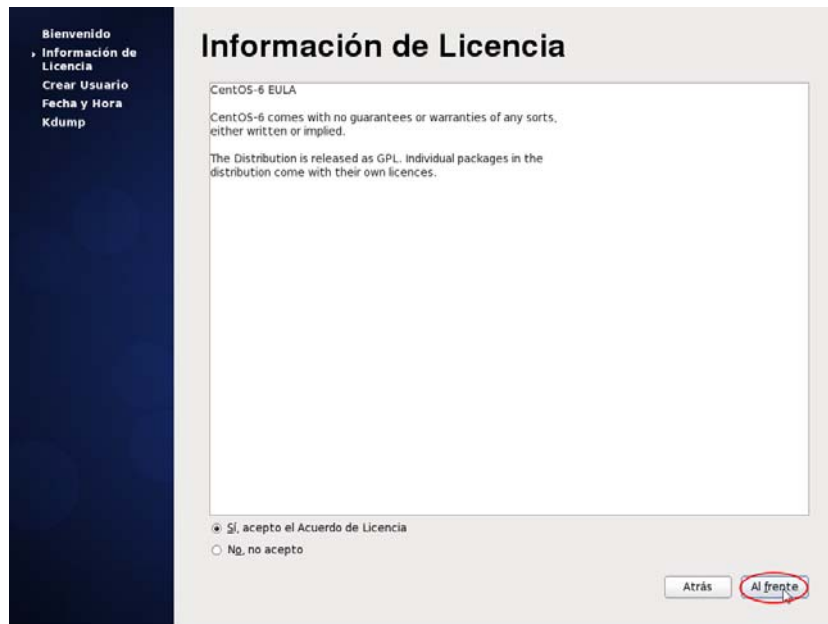 Bienvenido
Información de
Licencia
Crear Usuario
Fecha y Hora
Kdump
Información de Licencia
CentOS-6 EULA
CentOS-6 comes with no guarantees or warranties of any sorts,
either written or implied.
The Distribution is released as GPL. Individual packages in the
distribution come with their own licences.
Sí, acepto el Acuerdo de Licencia
No, no acepto
Atrás
Al frente